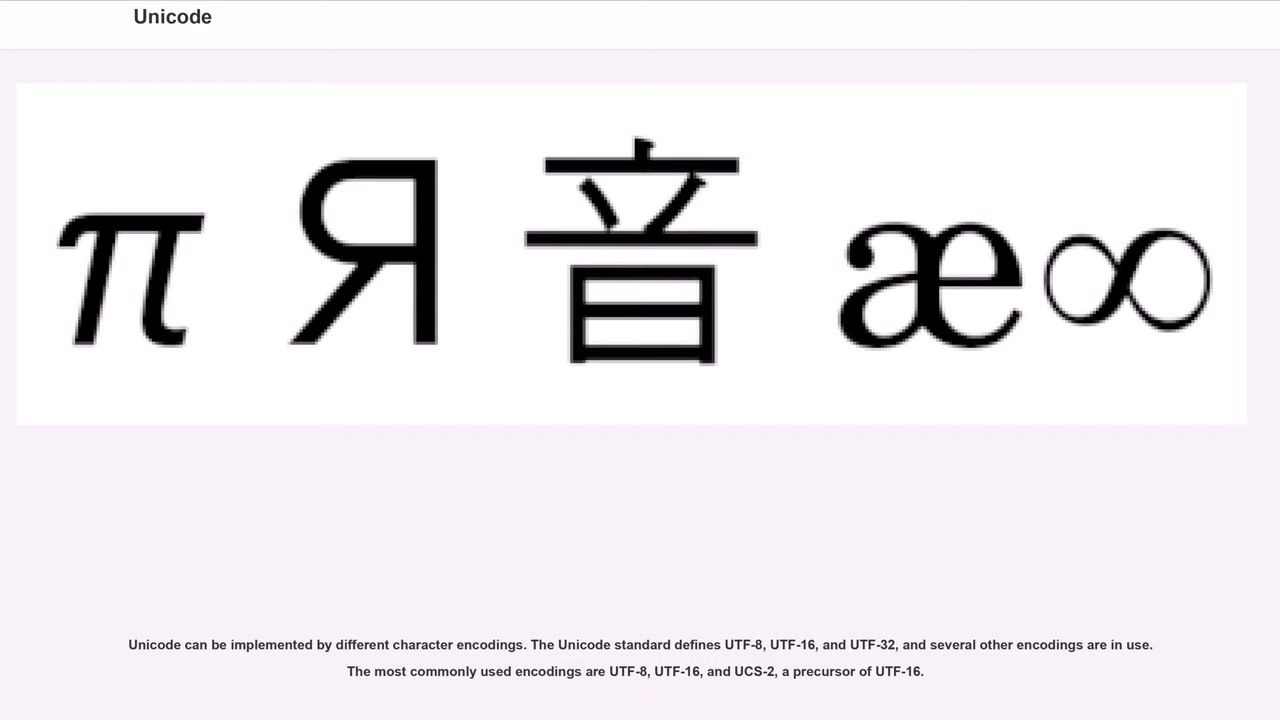 Unicode
π Я 音 æ∞
Unicode can be implemented by different character encodings. The Unicode standard defines UTF-8, UTF-16, and UTF-32, and several other encodings are in use.
The most commonly used encodings are UTF-8, UTF-16, and UCS-2, a precursor of UTF-16.